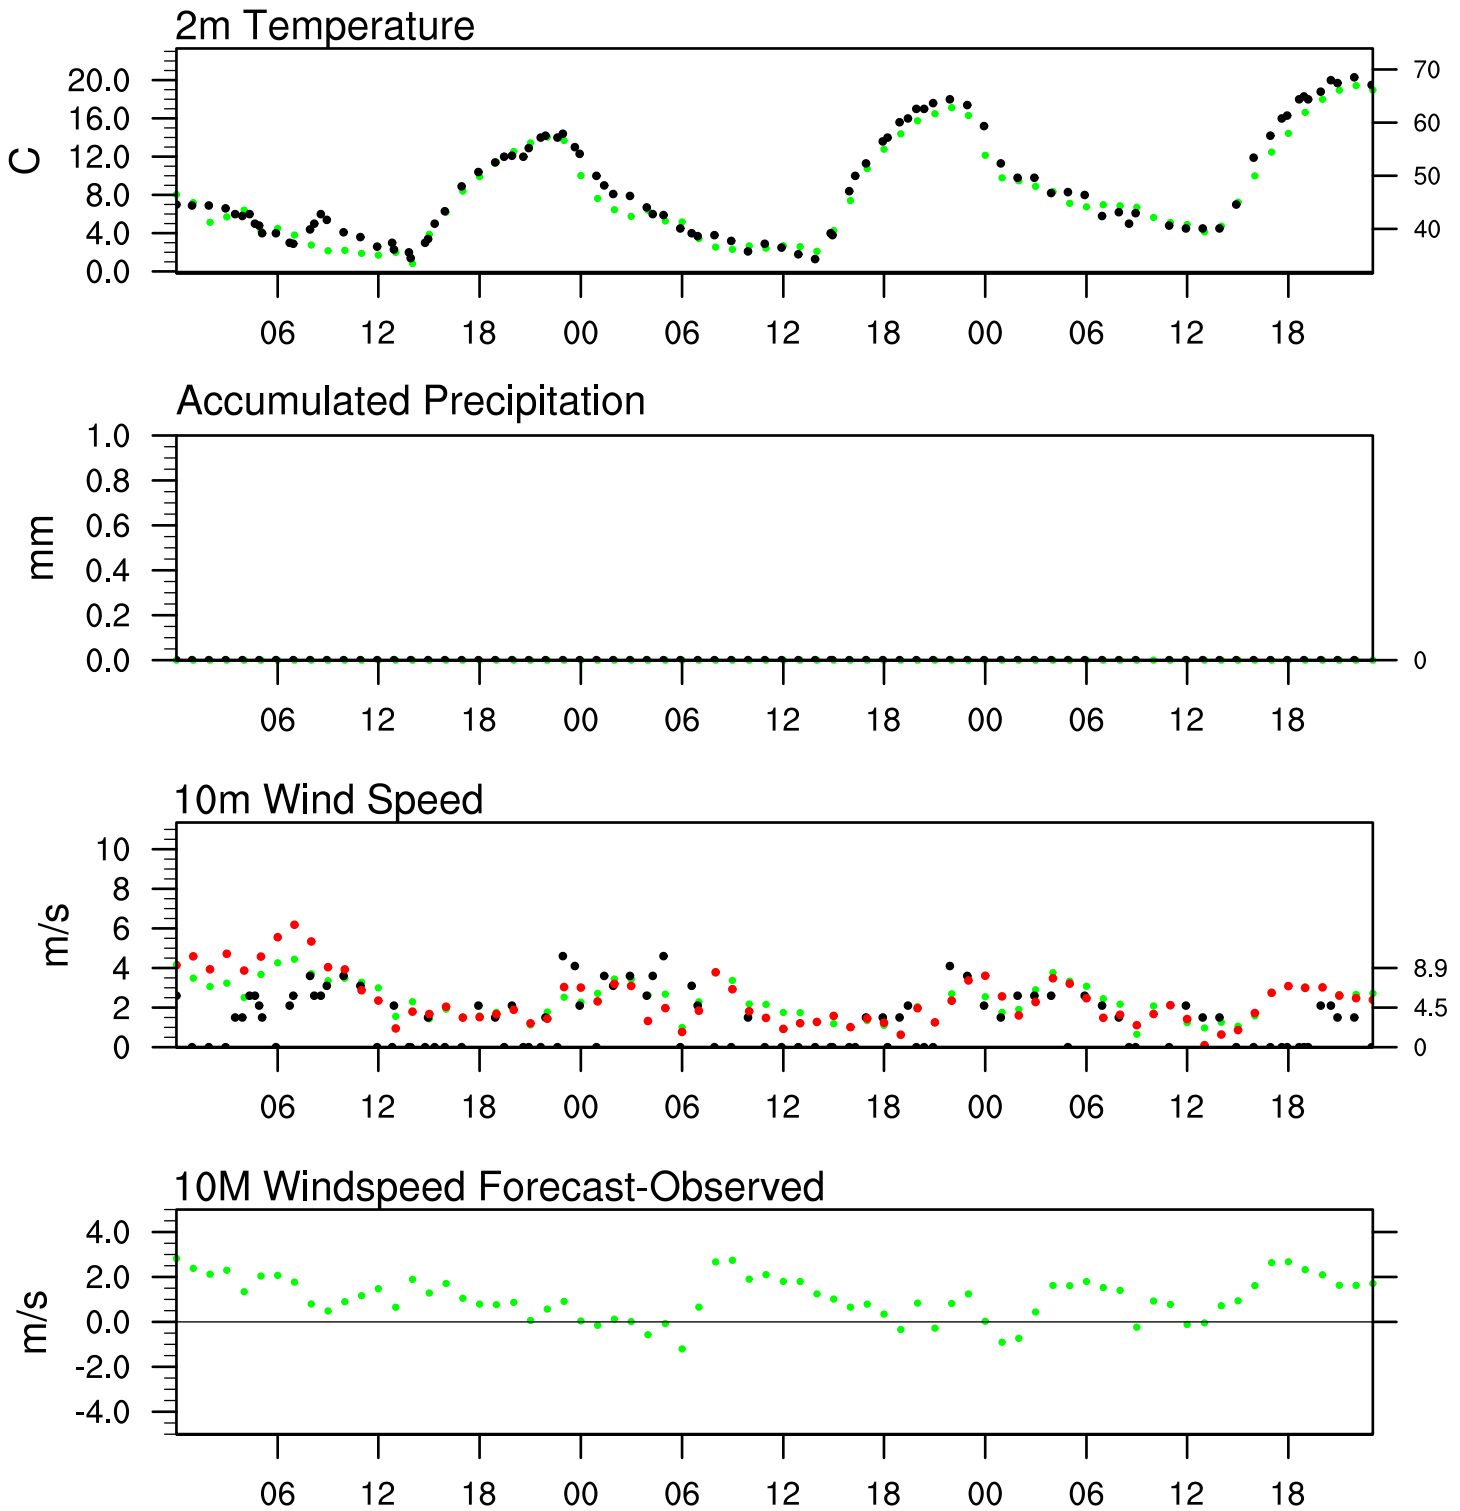 2m Temperature
20.0
16.0
12.0
8.0
4.0
0.0
C
70
60
50
40
06 12 18 00 06 12 18 00 06 12 18
Accumulated Precipitation
1.0
0.8
0.6
0.4
0.2
0.0
mm
0
06 12 18 00 06 12 18 00 06 12 18
10m Wind Speed
10
8
6
4
2
0
m/s
8.9
4.5
0
06 12 18 00 06 12 18 00 06 12 18
10M Windspeed Forecast-Observed
4.0
2.0
0.0
-2.0
-4.0
m/s
06 12 18 00 06 12 18 00 06 12 18